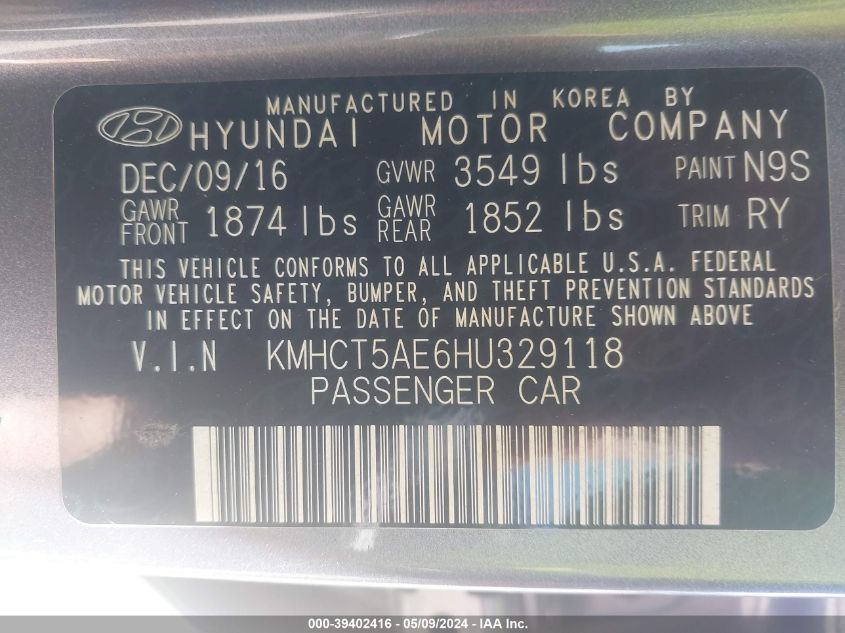 MANUFACTURED IN KOREA BY
HYUNDAI MOTOR COMPANY
DEC/09/16 GVWR 3549 lbs PAINT N9S
GAWR FRONT 1874 lbs GAWR REAR 1852 lbs TRIM RY
THIS VEHICLE CONFORMS TO ALL APPLICABLE U.S.A. FEDERAL
MOTOR VEHICLE SAFETY, BUMPER, AND THEFT PREVENTION STANDARDS
IN EFFECT ON THE DATE OF MANUFACTURE SHOWN ABOVE
V.I.N KMHCT5AE6HU329118
PASSENGER CAR
000-39402416 - 05/09/2024 - IAA Inc.